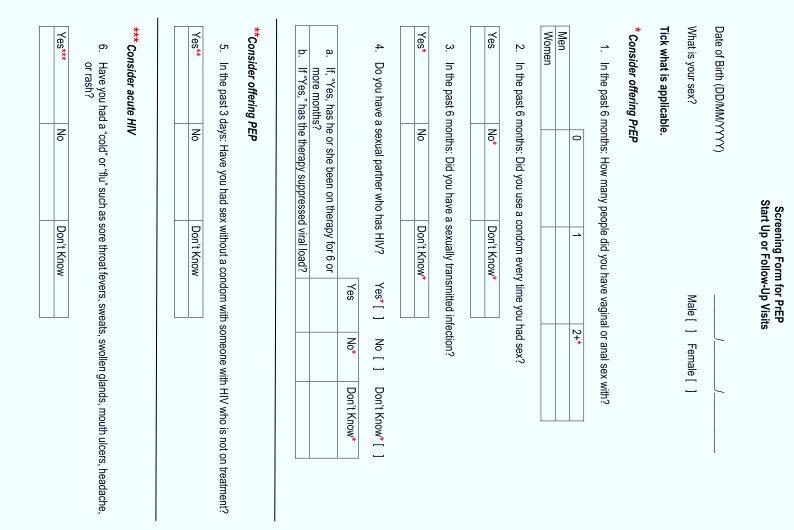 Screening Form for PrEP
Start Up or Follow-Up Visits
Date of Birth (DD/MM/YYYY) ________/________/________
What is your sex? Male [ ] Female [ ]
Tick what is applicable.
* Consider offering PrEP
1. In the past 6 months: How many people did you have vaginal or anal sex with?
0 1 2+*
Men
Women
2. In the past 6 months: Did you use a condom every time you had sex?
Yes No* Don't Know*
3. In the past 6 months: Did you have a sexually transmitted infection?
Yes* No Don't Know*
4. Do you have a sexual partner who has HIV? Yes* [ ] No [ ] Don't Know* [ ]
Yes No* Don't Know*
a. If, "Yes, has he or she been on therapy for 6 or
more months?
b. If "Yes," has the therapy suppressed viral load?
**Consider offering PEP
5. In the past 3 days: Have you had sex without a condom with someone with HIV who is not on treatment?
Yes** No Don't Know
*** Consider acute HIV
6. Have you had a "cold" or "flu" such as sore throat fevers, sweats, swollen glands, mouth ulcers, headache,
or rash?
Yes*** No Don't Know